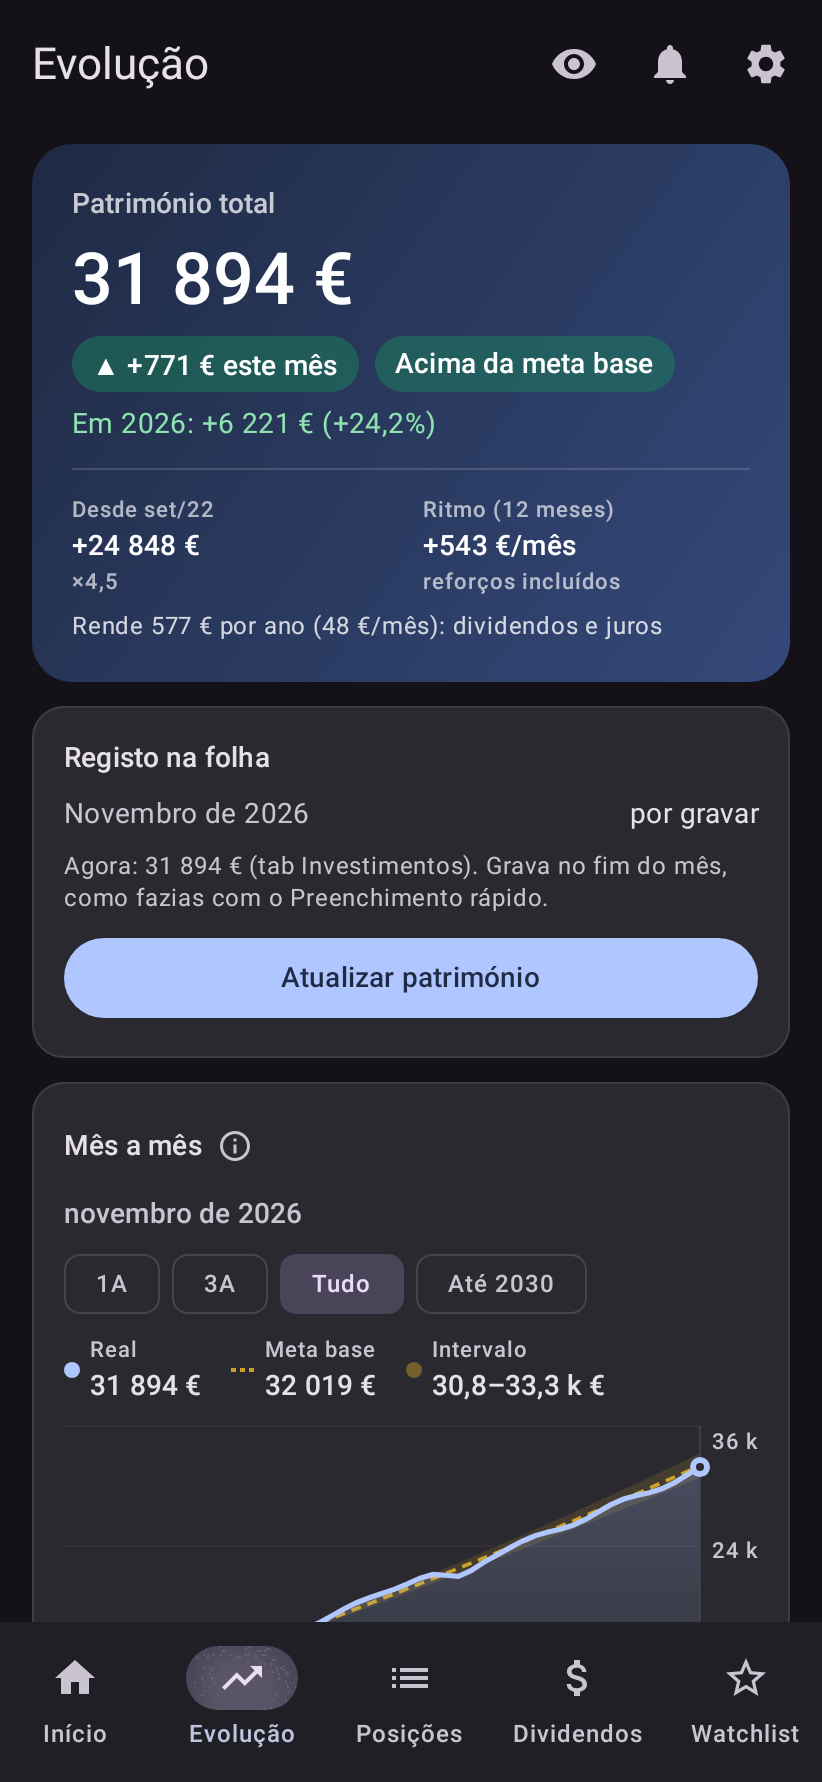 Evolução
Património total
31 894 €
▲ +771 € este mês
Acima da meta base
Em 2026: +6 221 € (+24,2%)
Desde set/22
+24 848 €
×4,5
Ritmo (12 meses)
+543 €/mês
reforços incluídos
Rende 577 € por ano (48 €/mês): dividendos e juros
Registo na folha
Novembro de 2026
por gravar
Agora: 31 894 € (tab Investimentos). Grava no fim do mês,
como fazias com o Preenchimento rápido.
Atualizar património
Mês a mês
novembro de 2026
1A
3A
Tudo
Até 2030
Real
31 894 €
Meta base
32 019 €
Intervalo
30,8–33,3 k €
36 k
24 k
Início
Evolução
Posições
Dividendos
Watchlist